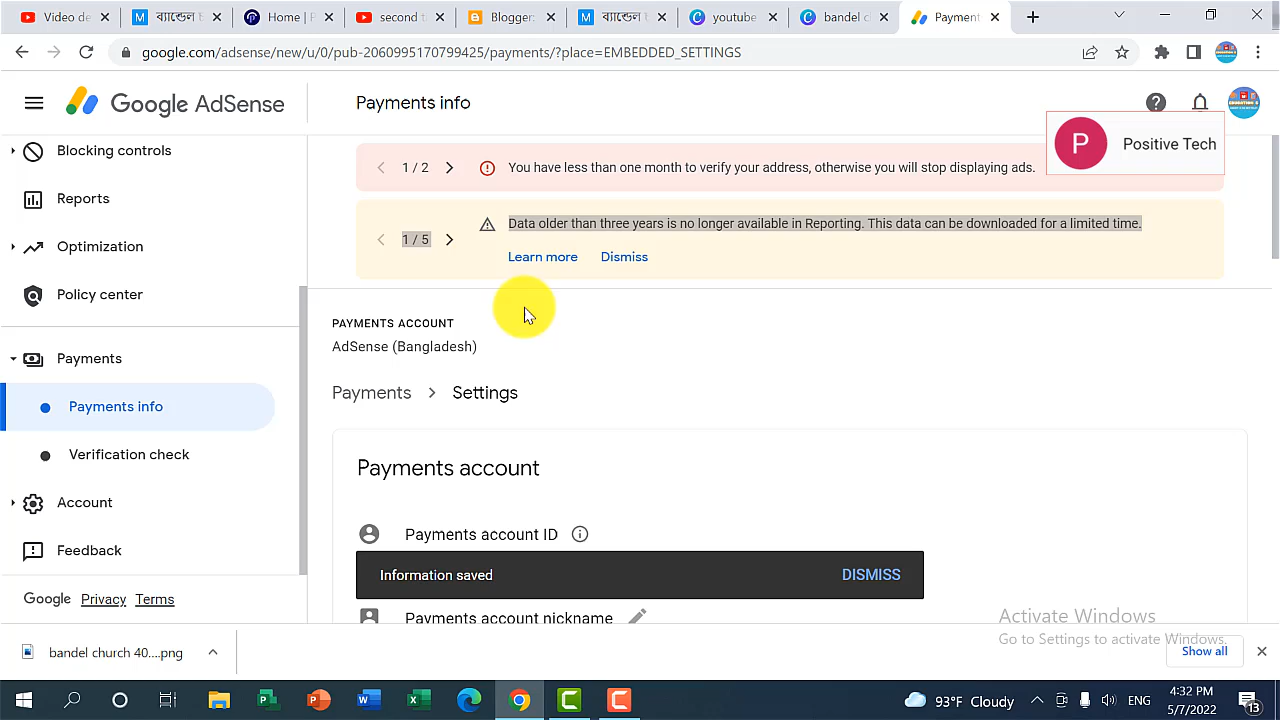 Video de
ব্যান্ডেল চ
Home | F
second t
Blogger:
ব্যান্ডেল চ
youtube
bandel ch
Payment
google.com/adsense/new/u/0/pub-2060995170799425/payments/?place=EMBEDDED_SETTINGS
Google AdSense
Payments info
P
Positive Tech
Blocking controls
Reports
Optimization
Policy center
Payments
Payments info
Verification check
Account
Feedback
Google Privacy Terms
1 / 2
You have less than one month to verify your address, otherwise you will stop displaying ads.
1 / 5
Data older than three years is no longer available in Reporting. This data can be downloaded for a limited time.
Learn more Dismiss
PAYMENTS ACCOUNT
AdSense (Bangladesh)
Payments > Settings
Payments account
Payments account ID
Information saved DISMISS
Payments account nickname
Activate Windows
Go to Settings to activate Windows.
bandel church 40....png
Show all
93°F Cloudy
ENG
4:32 PM
5/7/2022
13